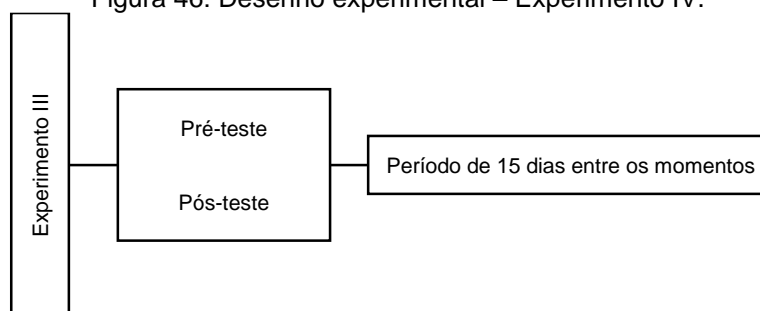 Figura 46: Desenho experimental – Experimento IV.
Experimento III
Pré-teste
Pós-teste
Período de 15 dias entre os momentos